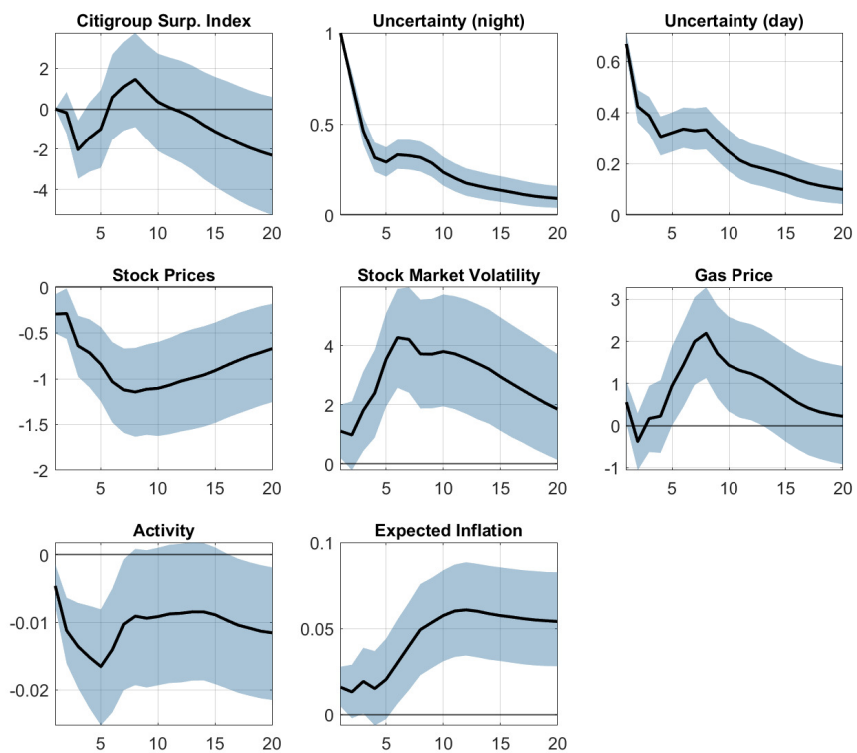 Citigroup Surp. Index
2
0
-2
-4
5 10 15 20
Uncertainty (night)
1
0.5
0
5 10 15 20
Uncertainty (day)
0.6
0.4
0.2
0
5 10 15 20
Stock Prices
0
-0.5
-1
-1.5
-2
5 10 15 20
Stock Market Volatility
4
2
0
5 10 15 20
Gas Price
3
2
1
0
-1
5 10 15 20
Activity
0
-0.01
-0.02
5 10 15 20
Expected Inflation
0.1
0.05
0
5 10 15 20